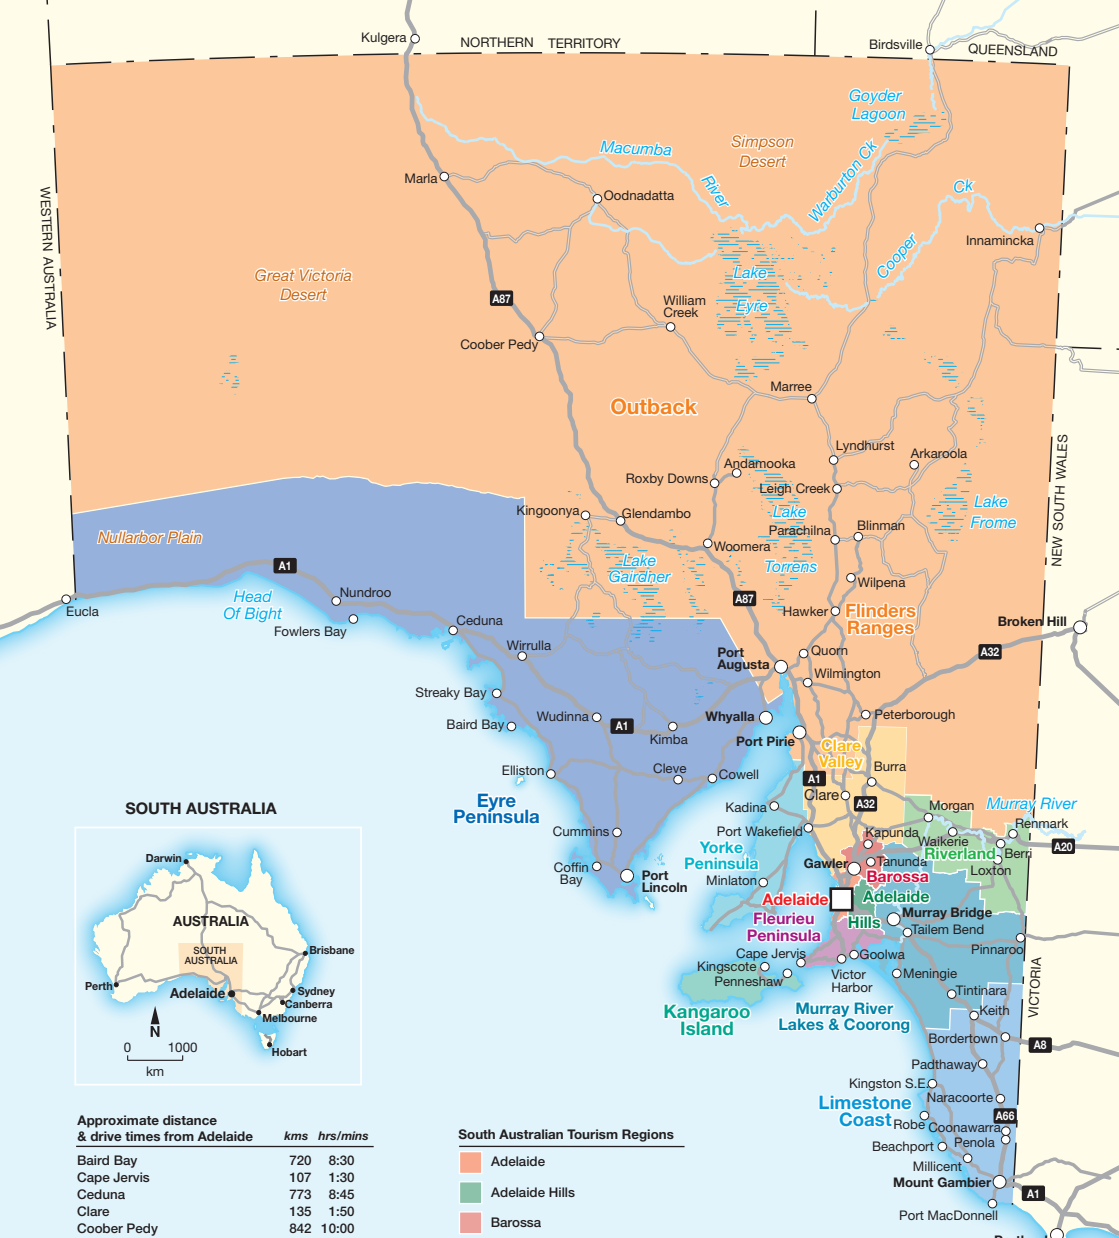 Kulgera
NORTHERN TERRITORY
Birdsville
QUEENSLAND
Goyder
Lagoon
Simpson
Desert
Macumba
River
Warburton Ck
Marla
Oodnadatta
Cooper
Ck
Innamincka
WESTERN AUSTRALIA
Great Victoria
Desert
A87
Lake
Eyre
William
Creek
Coober Pedy
Marree
Outback
Lyndhurst
Arkaroola
Andamooka
Roxby Downs
Leigh Creek
NEW SOUTH WALES
Kingoonya
Glendambo
Lake
Torrens
Lake
Frome
Parachilna
Blinman
Woomera
Nullarbor Plain
Lake
Gairdner
A1
Wilpena
Eucla
Head
Of Bight
Nundroo
A87
Hawker
Flinders
Ranges
Fowlers Bay
Ceduna
Broken Hill
Wirrulla
Port
Augusta
Quorn
A32
Wilmington
Streaky Bay
Wudinna
A1
Whyalla
Peterborough
Baird Bay
Kimba
Port Pirie
Clare
Valley
Elliston
Cleve
Cowell
A1
Burra
Clare
A32
Eyre
Peninsula
Kadina
Morgan
Murray River
Renmark
Cummins
Port Wakefield
Kapunda
Waikerie
A20
Yorke
Peninsula
Riverland
Berri
Coffin
Bay
Port
Lincoln
Gawler
Tanunda
Barossa
Loxton
Minlaton
Adelaide
Adelaide
Hills
Fleurieu
Peninsula
Murray Bridge
Tailem Bend
Pinnaroo
Cape Jervis
Goolwa
Kingscote
Penneshaw
Victor
Harbor
Meningie
VICTORIA
Tintinara
Kangaroo
Island
Murray River
Lakes & Coorong
Keith
Bordertown
A8
Padthaway
Kingston S.E.
Naracoorte
Limestone
Coast
A66
Robe
Coonawarra
Beachport
Penola
Millicent
Mount Gambier
A1
Port MacDonnell
SOUTH AUSTRALIA
Darwin
AUSTRALIA
SOUTH
AUSTRALIA
Brisbane
Perth
Adelaide
Sydney
Canberra
Melbourne
Hobart
N
0 1000
km
Approximate distance
& drive times from Adelaide kms hrs/mins
Baird Bay 720 8:30
Cape Jervis 107 1:30
Ceduna 773 8:45
Clare 135 1:50
Coober Pedy 842 10:00
South Australian Tourism Regions
Adelaide
Adelaide Hills
Barossa